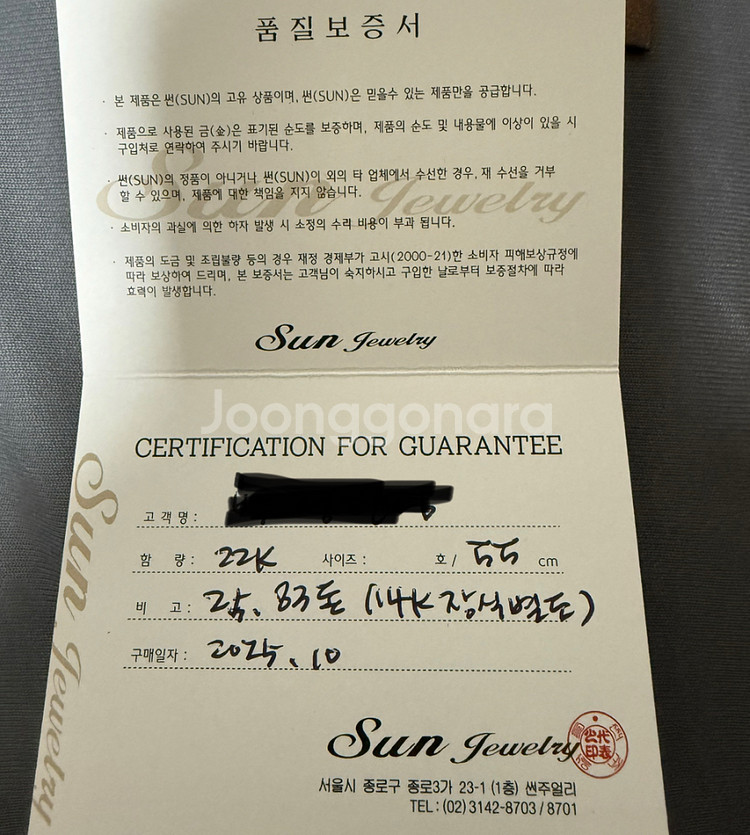 품질보증서
· 본 제품은 썬(SUN)의 고유 상품이며, 썬(SUN)은 믿을수 있는 제품만을 공급합니다.
· 제품으로 사용된 금(金)은 표기된 순도를 보증하며, 제품의 순도 및 내용물에 이상이 있을 시
구입처로 연락하여 주시기 바랍니다.
· 썬(SUN)의 정품이 아니거나 썬(SUN)이 외의 타 업체에서 수선한 경우, 재 수선을 거부
할 수 있으며, 제품에 대한 책임을 지지 않습니다.
Sun Jewelry
· 소비자의 과실에 의한 하자 발생 시 소정의 수리 비용이 부과 됩니다.
· 제품의 도금 및 조립불량 등의 경우 재정 경제부가 고시(2000-21)한 소비자 피해보상규정에
따라 보상하여 드리며, 본 보증서는 고객님이 숙지하시고 구입한 날로부터 보증절차에 따라
효력이 발생합니다.
Sun Jewelry
Joonggonara
CERTIFICATION FOR GUARANTEE
고객명 :
함 량 : 22K 사이즈 : 호 / 55 cm
비 고 : 25.83돈 (14K장식별도)
구매일자 : 2025.10
Sun Jewelry
Sun Jewelry
서울시 종로구 종로3가 23-1 (1층) 썬주얼리
TEL : (02) 3142-8703 / 8701